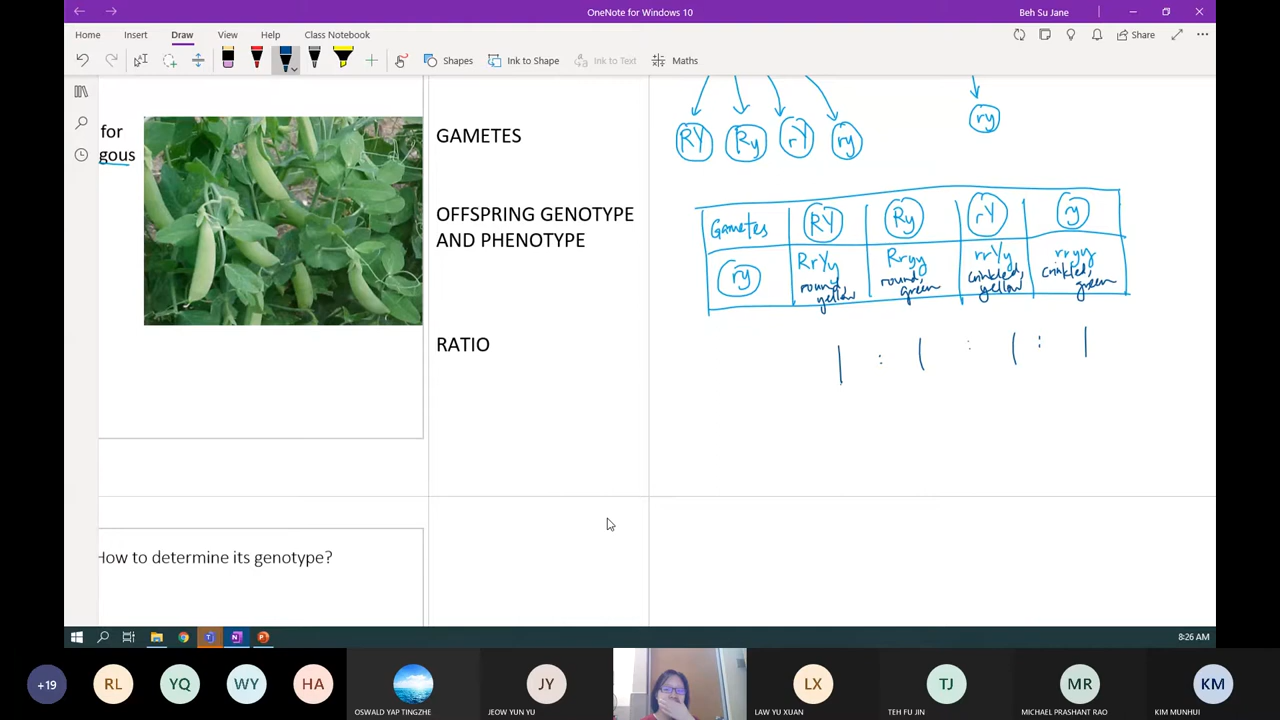 OneNote for Windows 10
Beh Su Jane
Home Insert Draw View Help Class Notebook
Share
Shapes
Ink to Shape
Ink to Text
Maths
for
gous
GAMETES
OFFSPRING GENOTYPE
AND PHENOTYPE
RATIO
ry
RY Ry rY ry
Gametes RY Ry rY ry
ry RrYy Rryy rrYy rryy
round, round, crinkled, crinkled,
yellow green yellow green
1 : 1 : 1 : 1
How to determine its genotype?
8:26 AM
+19 RL YQ WY HA JY LX TJ MR KM
OSWALD YAP TINGZHE JEOW YUN YU LAW YU XUAN TEH FU JIN MICHAEL PRASHANT RAO KIM MUNHUI